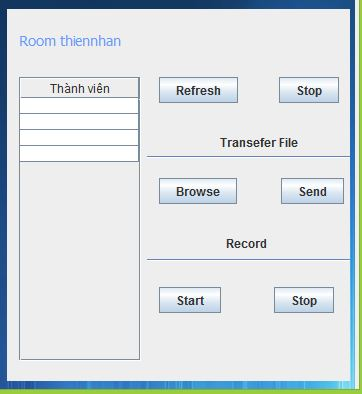 Room thiennhan
Thành viên
Refresh Stop
Transefer File
Browse Send
Record
Start Stop